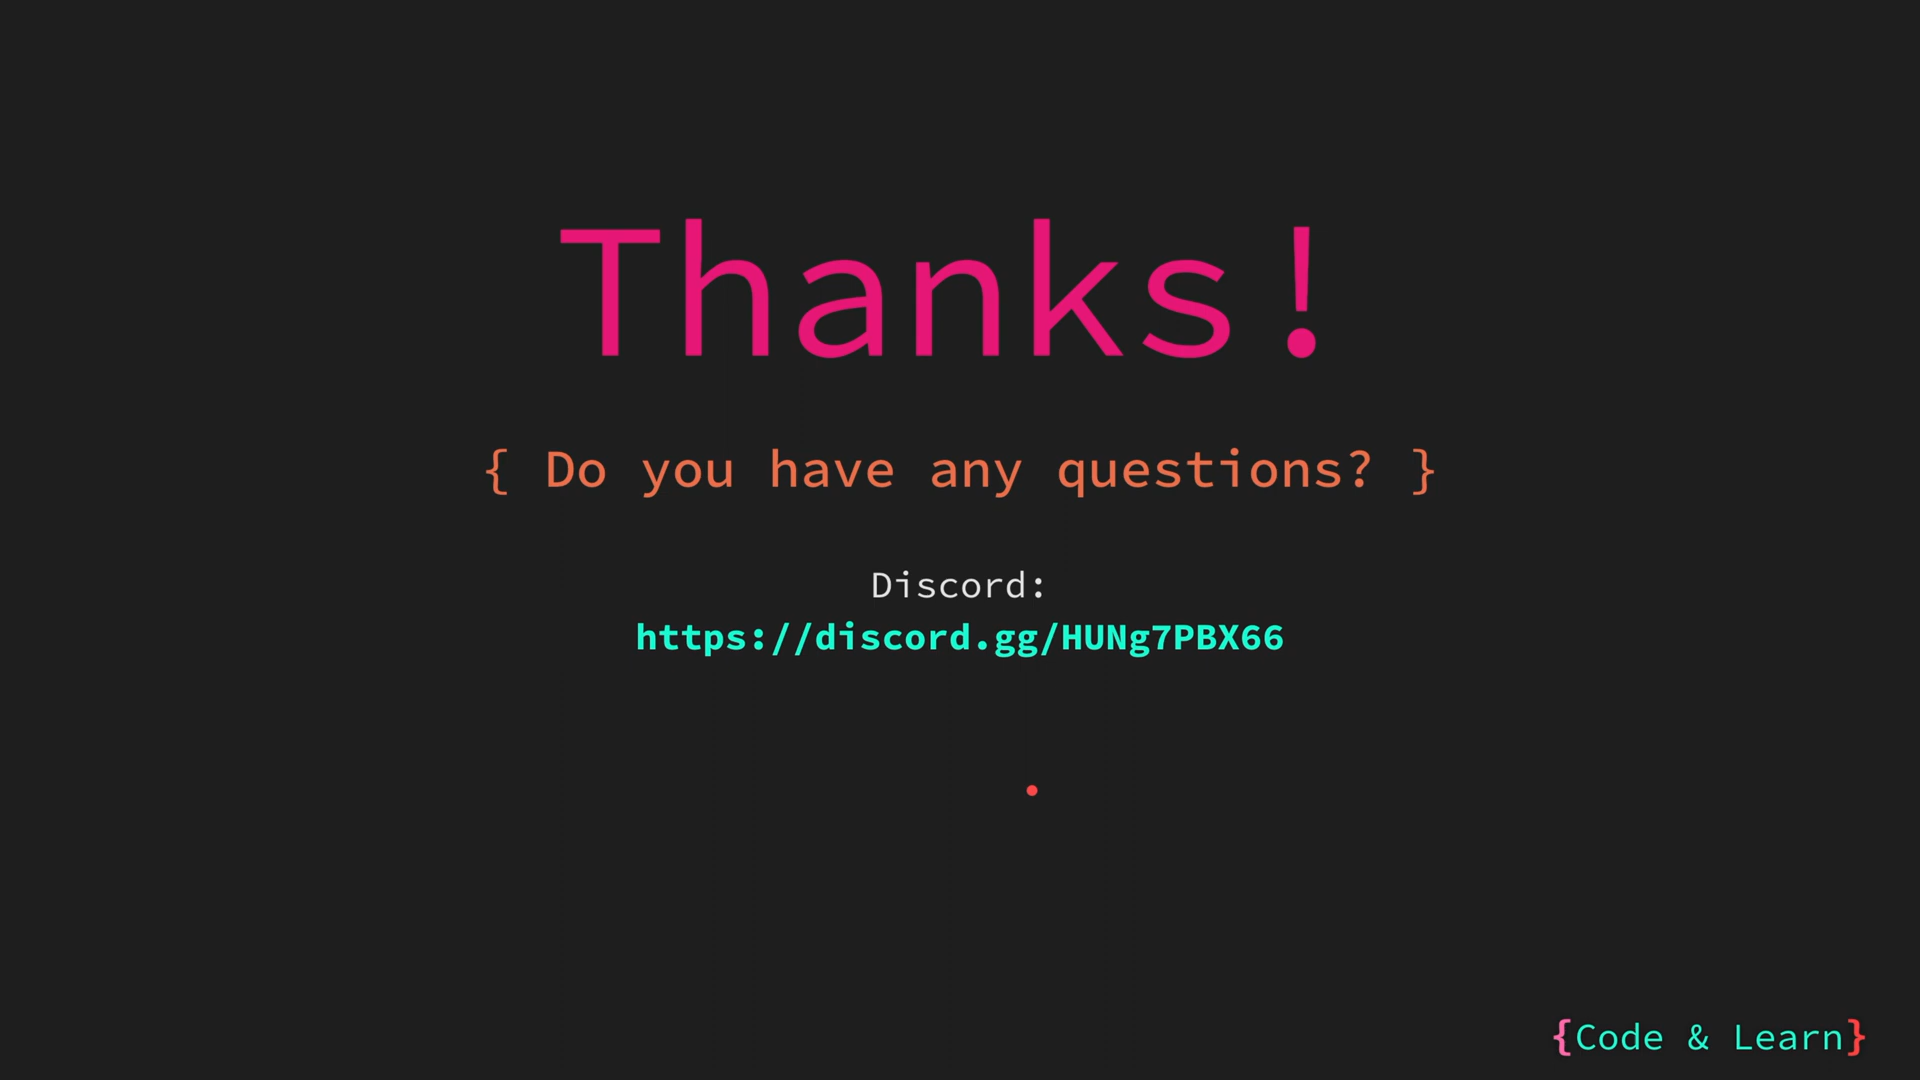 Thanks!
{ Do you have any questions? }
Discord:
https://discord.gg/HUNg7PBX66
{Code & Learn}